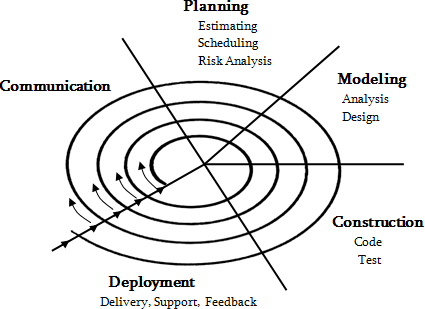 Planning
Estimating
Scheduling
Risk Analysis
Communication
Modeling
Analysis
Design
Construction
Code
Test
Deployment
Delivery, Support, Feedback